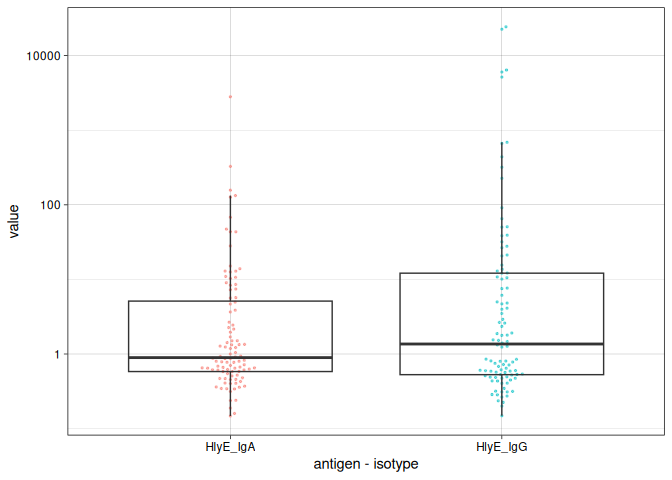 10000
100
1
value
HlyE_IgA
HlyE_IgG
antigen - isotype